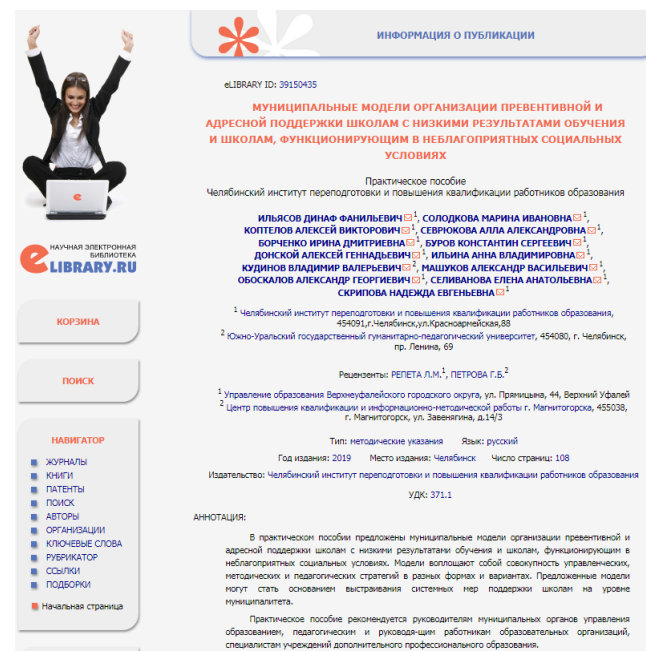 ИНФОРМАЦИЯ О ПУБЛИКАЦИИ
eLIBRARY ID: 39150435
МУНИЦИПАЛЬНЫЕ МОДЕЛИ ОРГАНИЗАЦИИ ПРЕВЕНТИВНОЙ И
АДРЕСНОЙ ПОДДЕРЖКИ ШКОЛАМ С НИЗКИМИ РЕЗУЛЬТАТАМИ ОБУЧЕНИЯ
И ШКОЛАМ, ФУНКЦИОНИРУЮЩИМ В НЕБЛАГОПРИЯТНЫХ СОЦИАЛЬНЫХ
УСЛОВИЯХ
Практическое пособие
Челябинский институт переподготовки и повышения квалификации работников образования
ИЛЬЯСОВ ДИНАФ ФАНИЛЬЕВИЧ 1, СОЛОДКОВА МАРИНА ИВАНОВНА 1,
КОПТЕЛОВ АЛЕКСЕЙ ВИКТОРОВИЧ 1, СЕВРЮКОВА АЛЛА АЛЕКСАНДРОВНА 1,
БОРЧЕНКО ИРИНА ДМИТРИЕВНА 1, БУРОВ КОНСТАНТИН СЕРГЕЕВИЧ 1,
ДОНСКОЙ АЛЕКСЕЙ ГЕННАДЬЕВИЧ 1, ИЛЬИНА АННА ВЛАДИМИРОВНА 1,
КУДИНОВ ВЛАДИМИР ВАЛЕРЬЕВИЧ 2, МАШУКОВ АЛЕКСАНДР ВАСИЛЬЕВИЧ 1,
ОБОСКАЛОВ АЛЕКСАНДР ГЕОРГИЕВИЧ 1, СЕЛИВАНОВА ЕЛЕНА АНАТОЛЬЕВНА 1,
СКРИПОВА НАДЕЖДА ЕВГЕНЬЕВНА 1
1 Челябинский институт переподготовки и повышения квалификации работников образования,
454091,г.Челябинск,ул.Красноармейская,88
2 Южно-Уральский государственный гуманитарно-педагогический университет, 454080, г. Челябинск,
пр. Ленина, 69
Рецензенты: РЕПЕТА Л.М.1, ПЕТРОВА Г.Б.2
1 Управление образования Верхнеуфалейского городского округа, ул. Прямицына, 44, Верхний Уфалей
2 Центр повышения квалификации и информационно-методической работы г. Магнитогорска, 455038,
г. Магнитогорск, ул. Завенягина, д.14/3
Тип: методические указания Язык: русский
Год издания: 2019 Место издания: Челябинск Число страниц: 108
Издательство: Челябинский институт переподготовки и повышения квалификации работников образования
УДК: 371.1
АННОТАЦИЯ:
В практическом пособии предложены муниципальные модели организации превентивной и
адресной поддержки школам с низкими результатами обучения и школам, функционирующим в
неблагоприятных социальных условиях. Модели воплощают собой совокупность управленческих,
методических и педагогических стратегий в разных формах и вариантах. Предложенные модели
могут стать основанием выстраивания системных мер поддержки школам на уровне
муниципалитета.
Практическое пособие рекомендуется руководителям муниципальных органов управления
образованием, педагогическим и руководя-щим работникам образовательных организаций,
специалистам учреждений дополнительного профессионального образования.
НАУЧНАЯ ЭЛЕКТРОННАЯ
БИБЛИОТЕКА
eLIBRARY.RU
КОРЗИНА
ПОИСК
НАВИГАТОР
ЖУРНАЛЫ
КНИГИ
ПАТЕНТЫ
ПОИСК
АВТОРЫ
ОРГАНИЗАЦИИ
КЛЮЧЕВЫЕ СЛОВА
РУБРИКАТОР
ССЫЛКИ
ПОДБОРКИ
Начальная страница